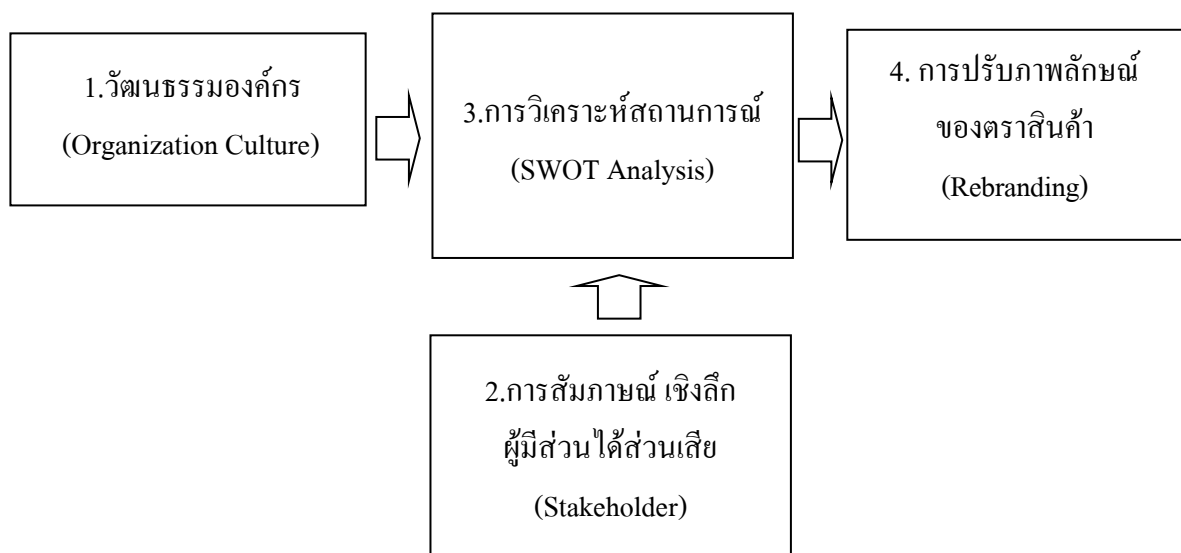 1.วัฒนธรรมองค์กร
(Organization Culture)
3.การวิเคราะห์สถานการณ์
(SWOT Analysis)
4. การปรับภาพลักษณ์
ของตราสินค้า
(Rebranding)
2.การสัมภาษณ์ เชิงลึก
ผู้มีส่วนได้ส่วนเสีย
(Stakeholder)